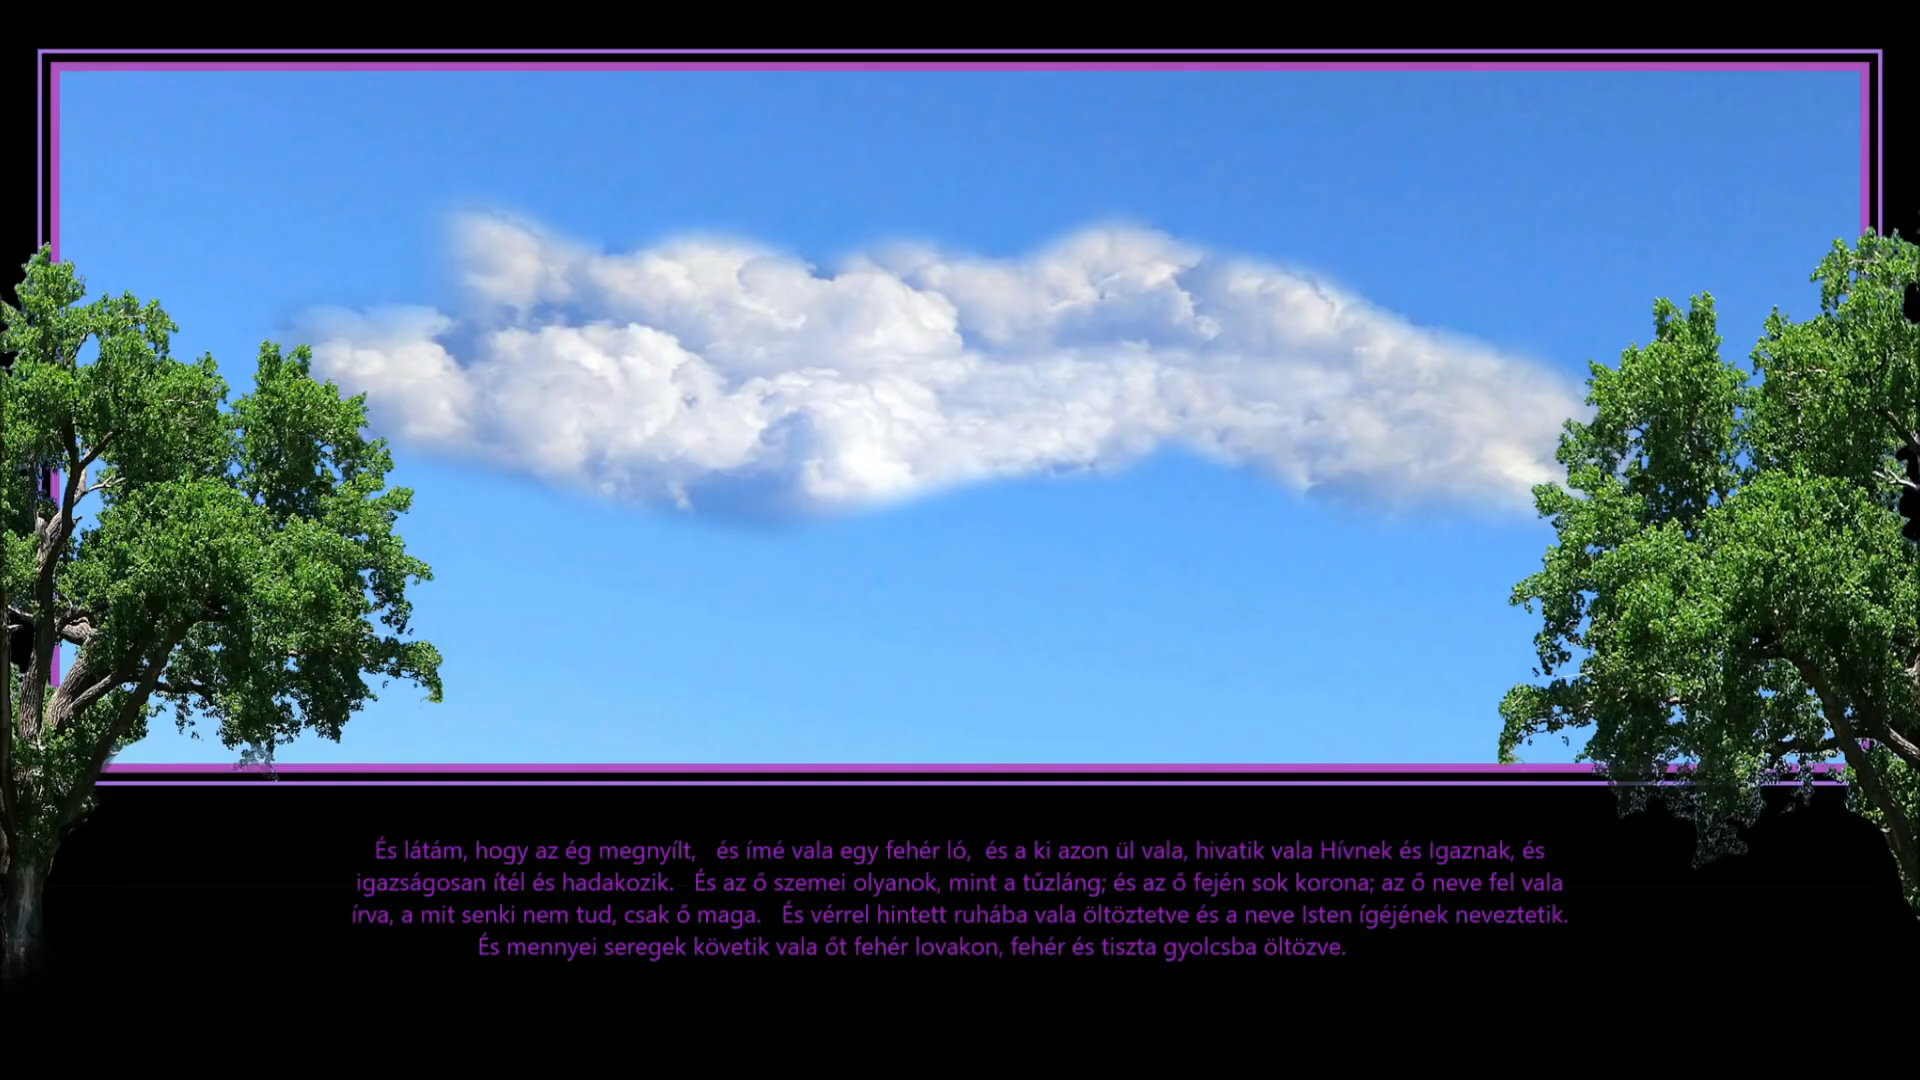 És látám, hogy az ég megnyílt, és ímé vala egy fehér ló, és a ki azon ül vala, hivatik vala Hívnek és Igaznak, és
igazságosan ítél és hadakozik. És az ő szemei olyanok, mint a tűzláng; és az ő fején sok korona; az ő neve fel vala
írva, a mit senki nem tud, csak ő maga. És vérrel hintett ruhába vala öltöztetve és a neve Isten ígéjének neveztetik.
És mennyei seregek követik vala őt fehér lovakon, fehér és tiszta gyolcsba öltözve.